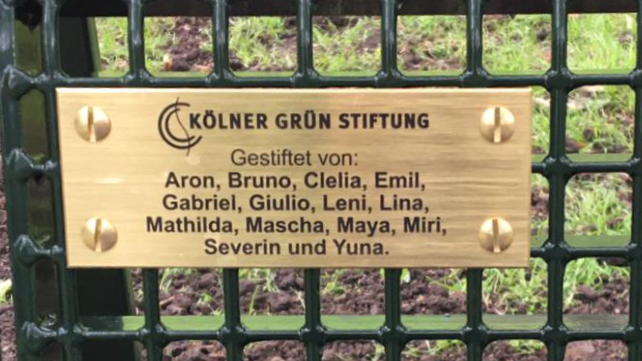 KÖLNER GRÜN STIFTUNG
Gestiftet von:
Aron, Bruno, Clelia, Emil,
Gabriel, Giulio, Leni, Lina,
Mathilda, Mascha, Maya, Miri,
Severin und Yuna.